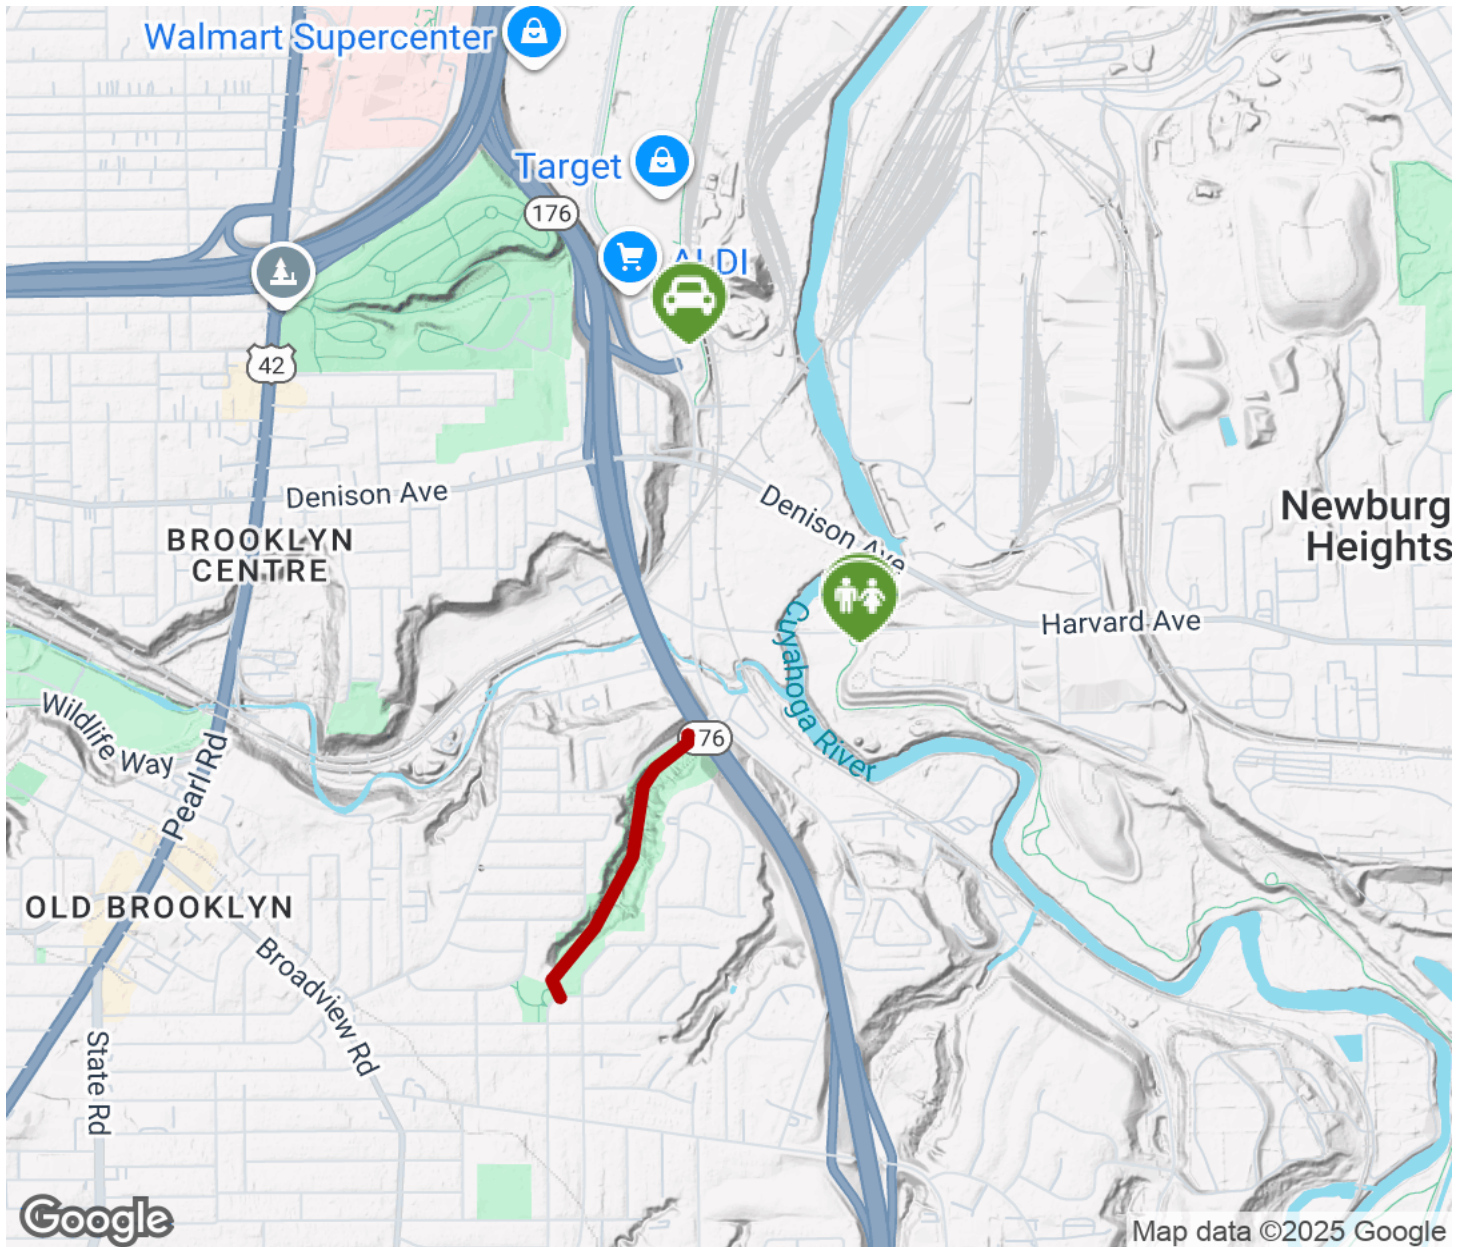 Walmart Supercenter
Target
176
ALDI
42
Denison Ave
Denison Ave
BROOKLYN
CENTRE
Newburg
Heights
Harvard Ave
Cuyahoga River
Wildlife Way
Pearl Rd
76
OLD BROOKLYN
Broadview Rd
State Rd
Google
Map data ©2025 Google